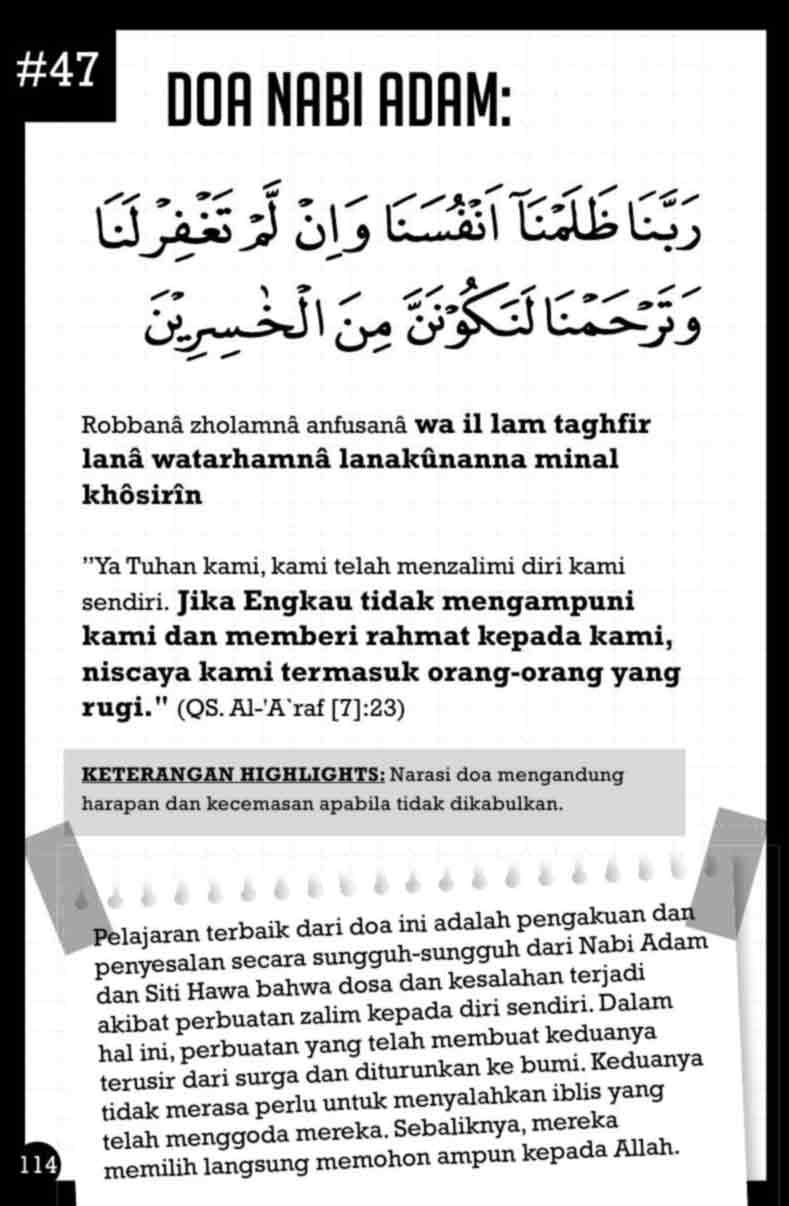 #47
DOA NABI ADAM:
رَبَّنَا ظَلَمْنَآ اَنْفُسَنَا وَاِنْ لَّمْ تَغْفِرْ لَنَا
وَتَرْحَمْنَا لَنَكُوْنَنَّ مِنَ الْخٰسِرِيْنَ
Robbanâ zholamnâ anfusanâ wa il lam taghfir
lanâ watarhamnâ lanakûnanna minal
khôsirîn
”Ya Tuhan kami, kami telah menzalimi diri kami
sendiri. Jika Engkau tidak mengampuni
kami dan memberi rahmat kepada kami,
niscaya kami termasuk orang-orang yang
rugi." (QS. Al-'A`raf [7]:23)
KETERANGAN HIGHLIGHTS: Narasi doa mengandung
harapan dan kecemasan apabila tidak dikabulkan.
Pelajaran terbaik dari doa ini adalah pengakuan dan
penyesalan secara sungguh-sungguh dari Nabi Adam
dan Siti Hawa bahwa dosa dan kesalahan terjadi
akibat perbuatan zalim kepada diri sendiri. Dalam
hal ini, perbuatan yang telah membuat keduanya
terusir dari surga dan diturunkan ke bumi. Keduanya
tidak merasa perlu untuk menyalahkan iblis yang
telah menggoda mereka. Sebaliknya, mereka
memilih langsung memohon ampun kepada Allah.
114